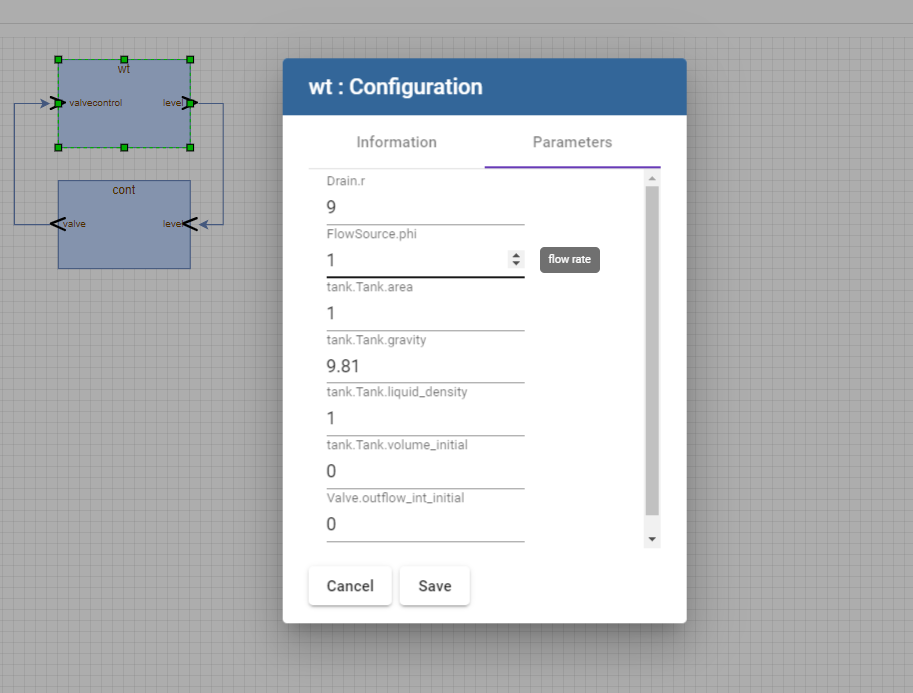 wt
valvecontrol
level
cont
valve
level
wt : Configuration
Information
Parameters
Drain.r
9
FlowSource.phi
1
flow rate
tank.Tank.area
1
tank.Tank.gravity
9.81
tank.Tank.liquid_density
1
tank.Tank.volume_initial
0
Valve.outflow_int_initial
0
Cancel
Save